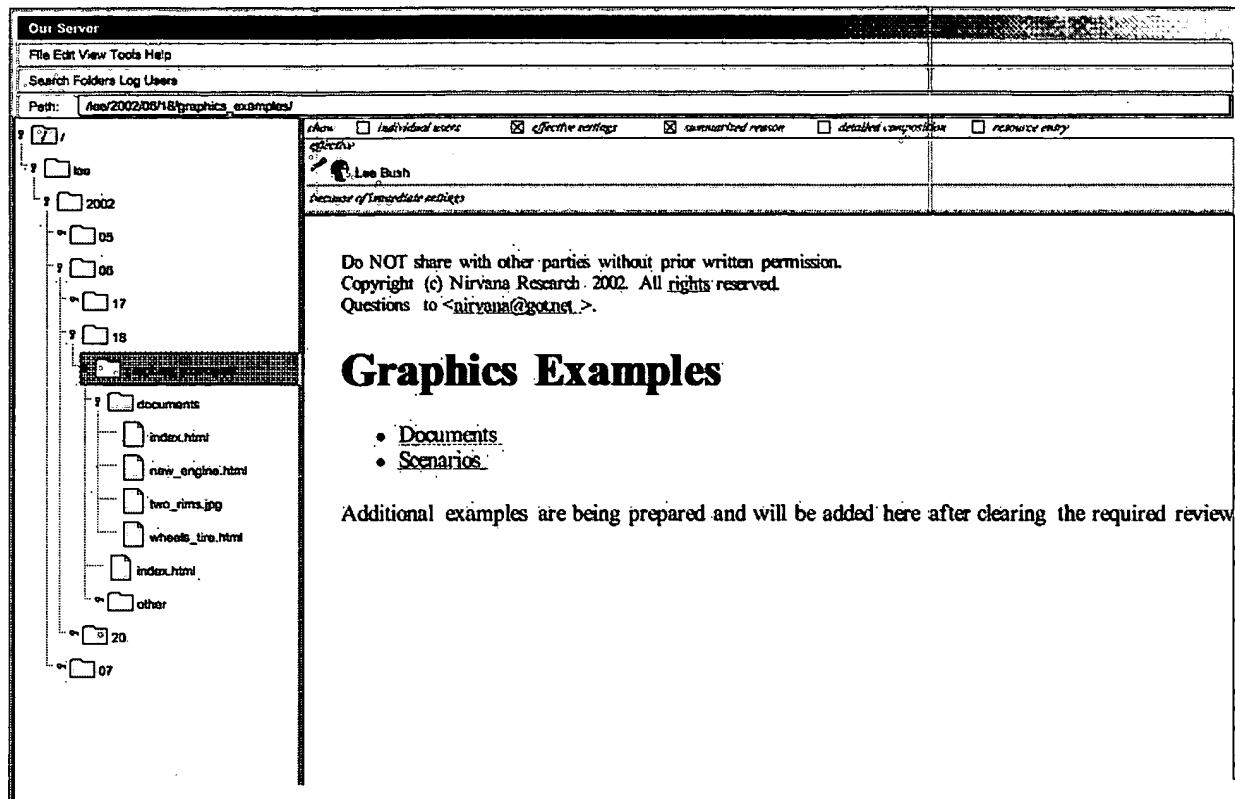 Our Server
File Edit View Tools Help
Search Folders Log Users
Path: /lee/2002/06/18/graphics_examples/
/
lee
2002
05
06
17
18
documents
index.html
new_engine.html
two_rims.jpg
wheels_tire.html
index.html
other
20
07
show individual users effective settings summarized reason detailed composition resource entry
effective
Lee Bush
because of immediate settings
Do NOT share with other parties without prior written permission.
Copyright (c) Nirvana Research 2002. All rights reserved.
Questions to <nirvana@gotnet >.
Graphics Examples
• Documents
• Scenarios
Additional examples are being prepared and will be added here after clearing the required review